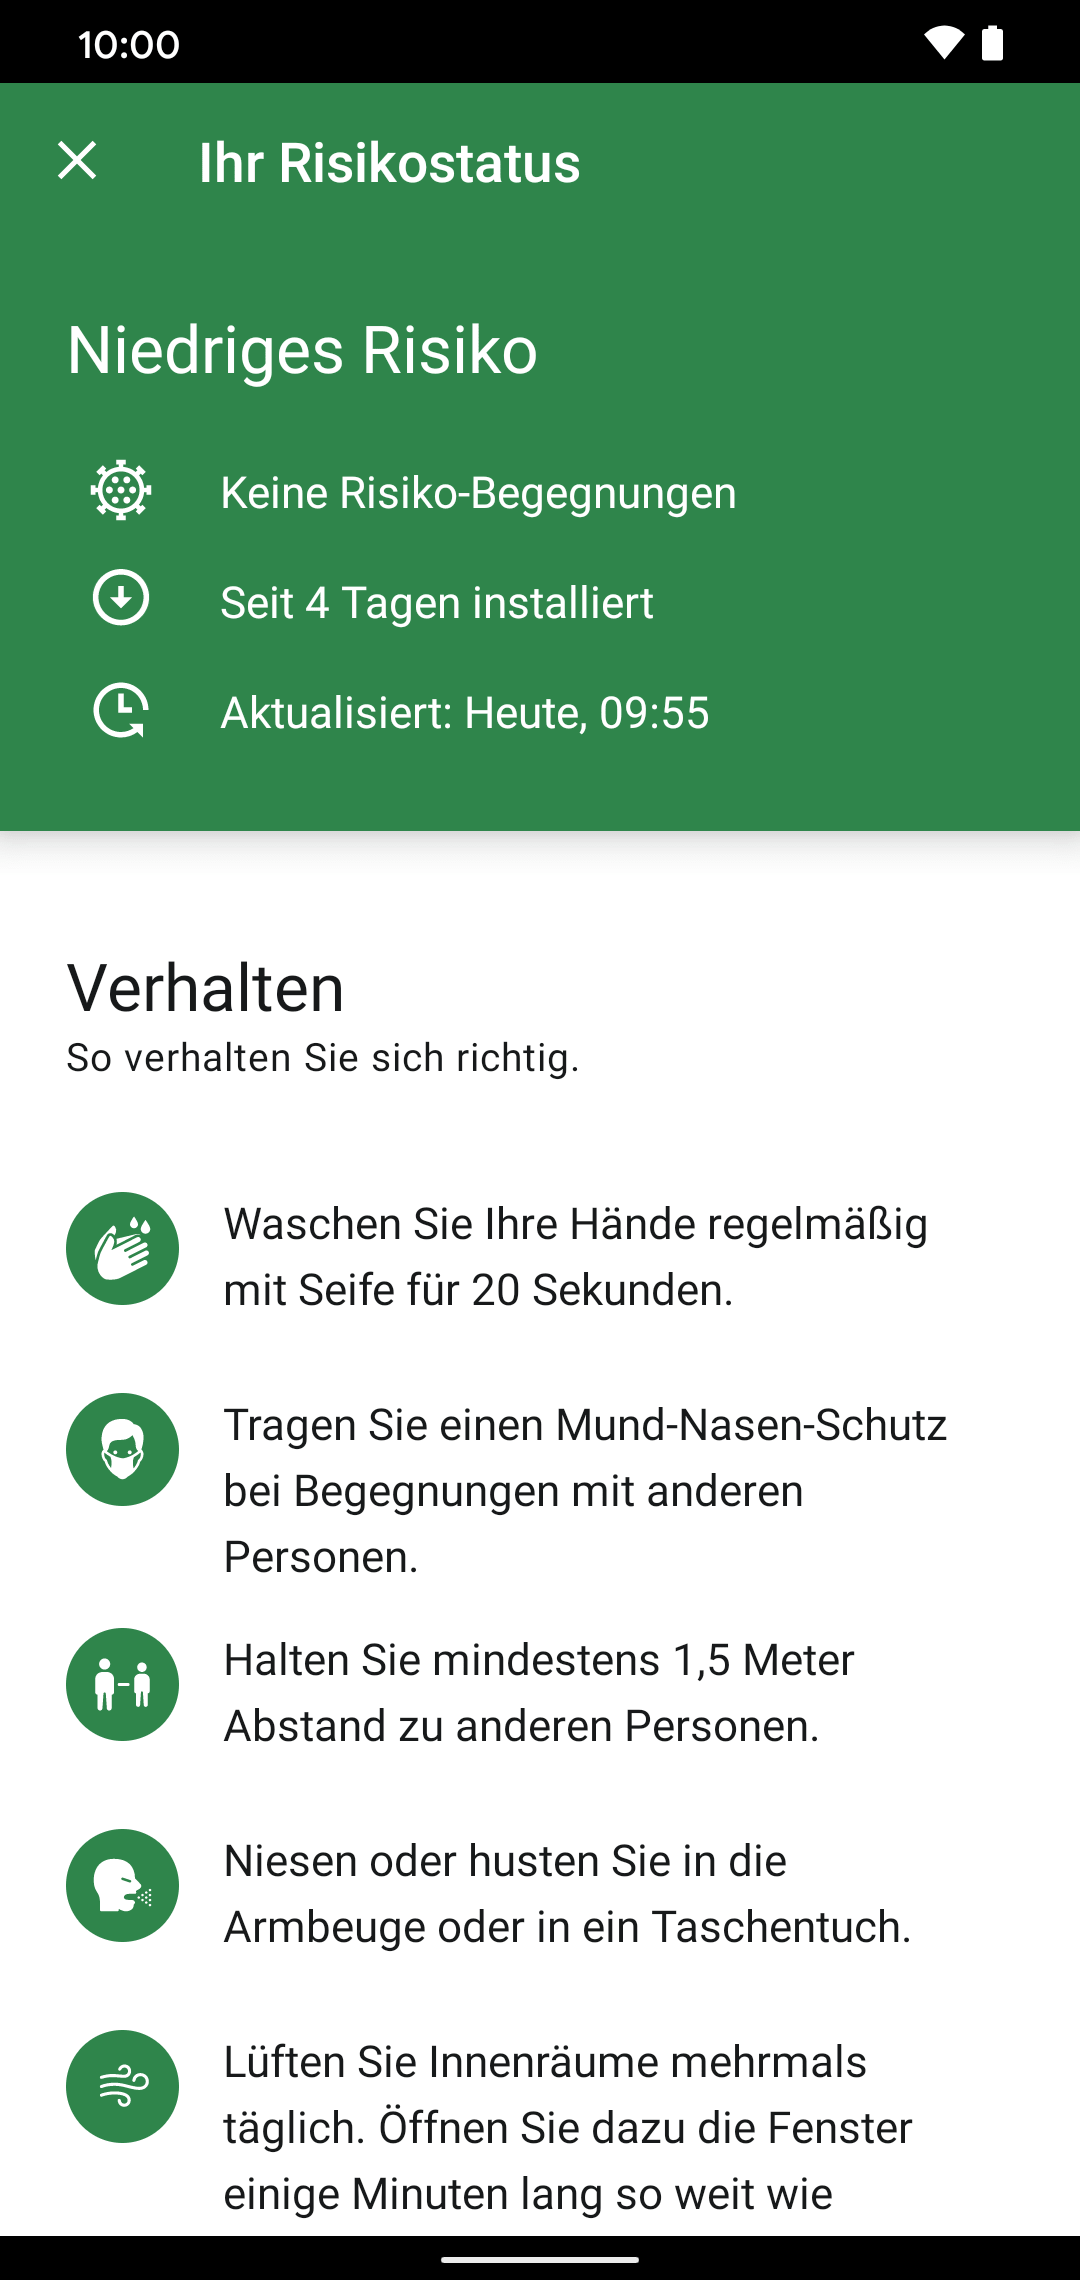 10:00
Ihr Risikostatus
Niedriges Risiko
Keine Risiko-Begegnungen
Seit 4 Tagen installiert
Aktualisiert: Heute, 09:55
Verhalten
So verhalten Sie sich richtig.
Waschen Sie Ihre Hände regelmäßig
mit Seife für 20 Sekunden.
Tragen Sie einen Mund-Nasen-Schutz
bei Begegnungen mit anderen
Personen.
Halten Sie mindestens 1,5 Meter
Abstand zu anderen Personen.
Niesen oder husten Sie in die
Armbeuge oder in ein Taschentuch.
Lüften Sie Innenräume mehrmals
täglich. Öffnen Sie dazu die Fenster
einige Minuten lang so weit wie